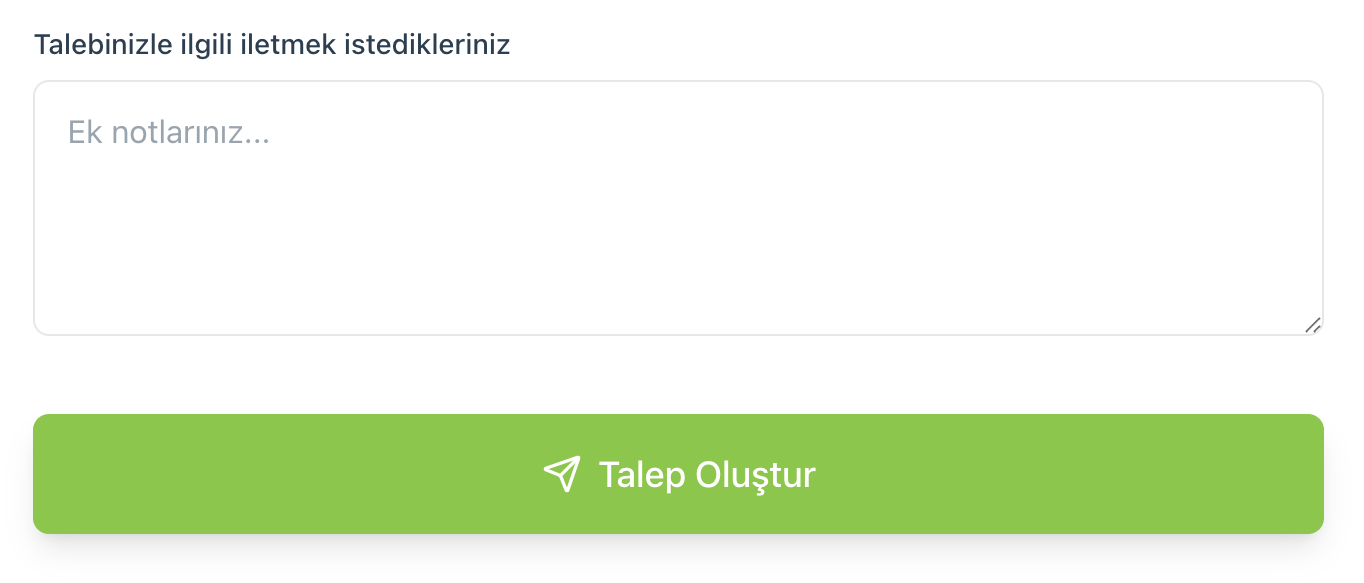 Talebinizle ilgili iletmek istedikleriniz
Ek notlarınız...
Talep Oluştur